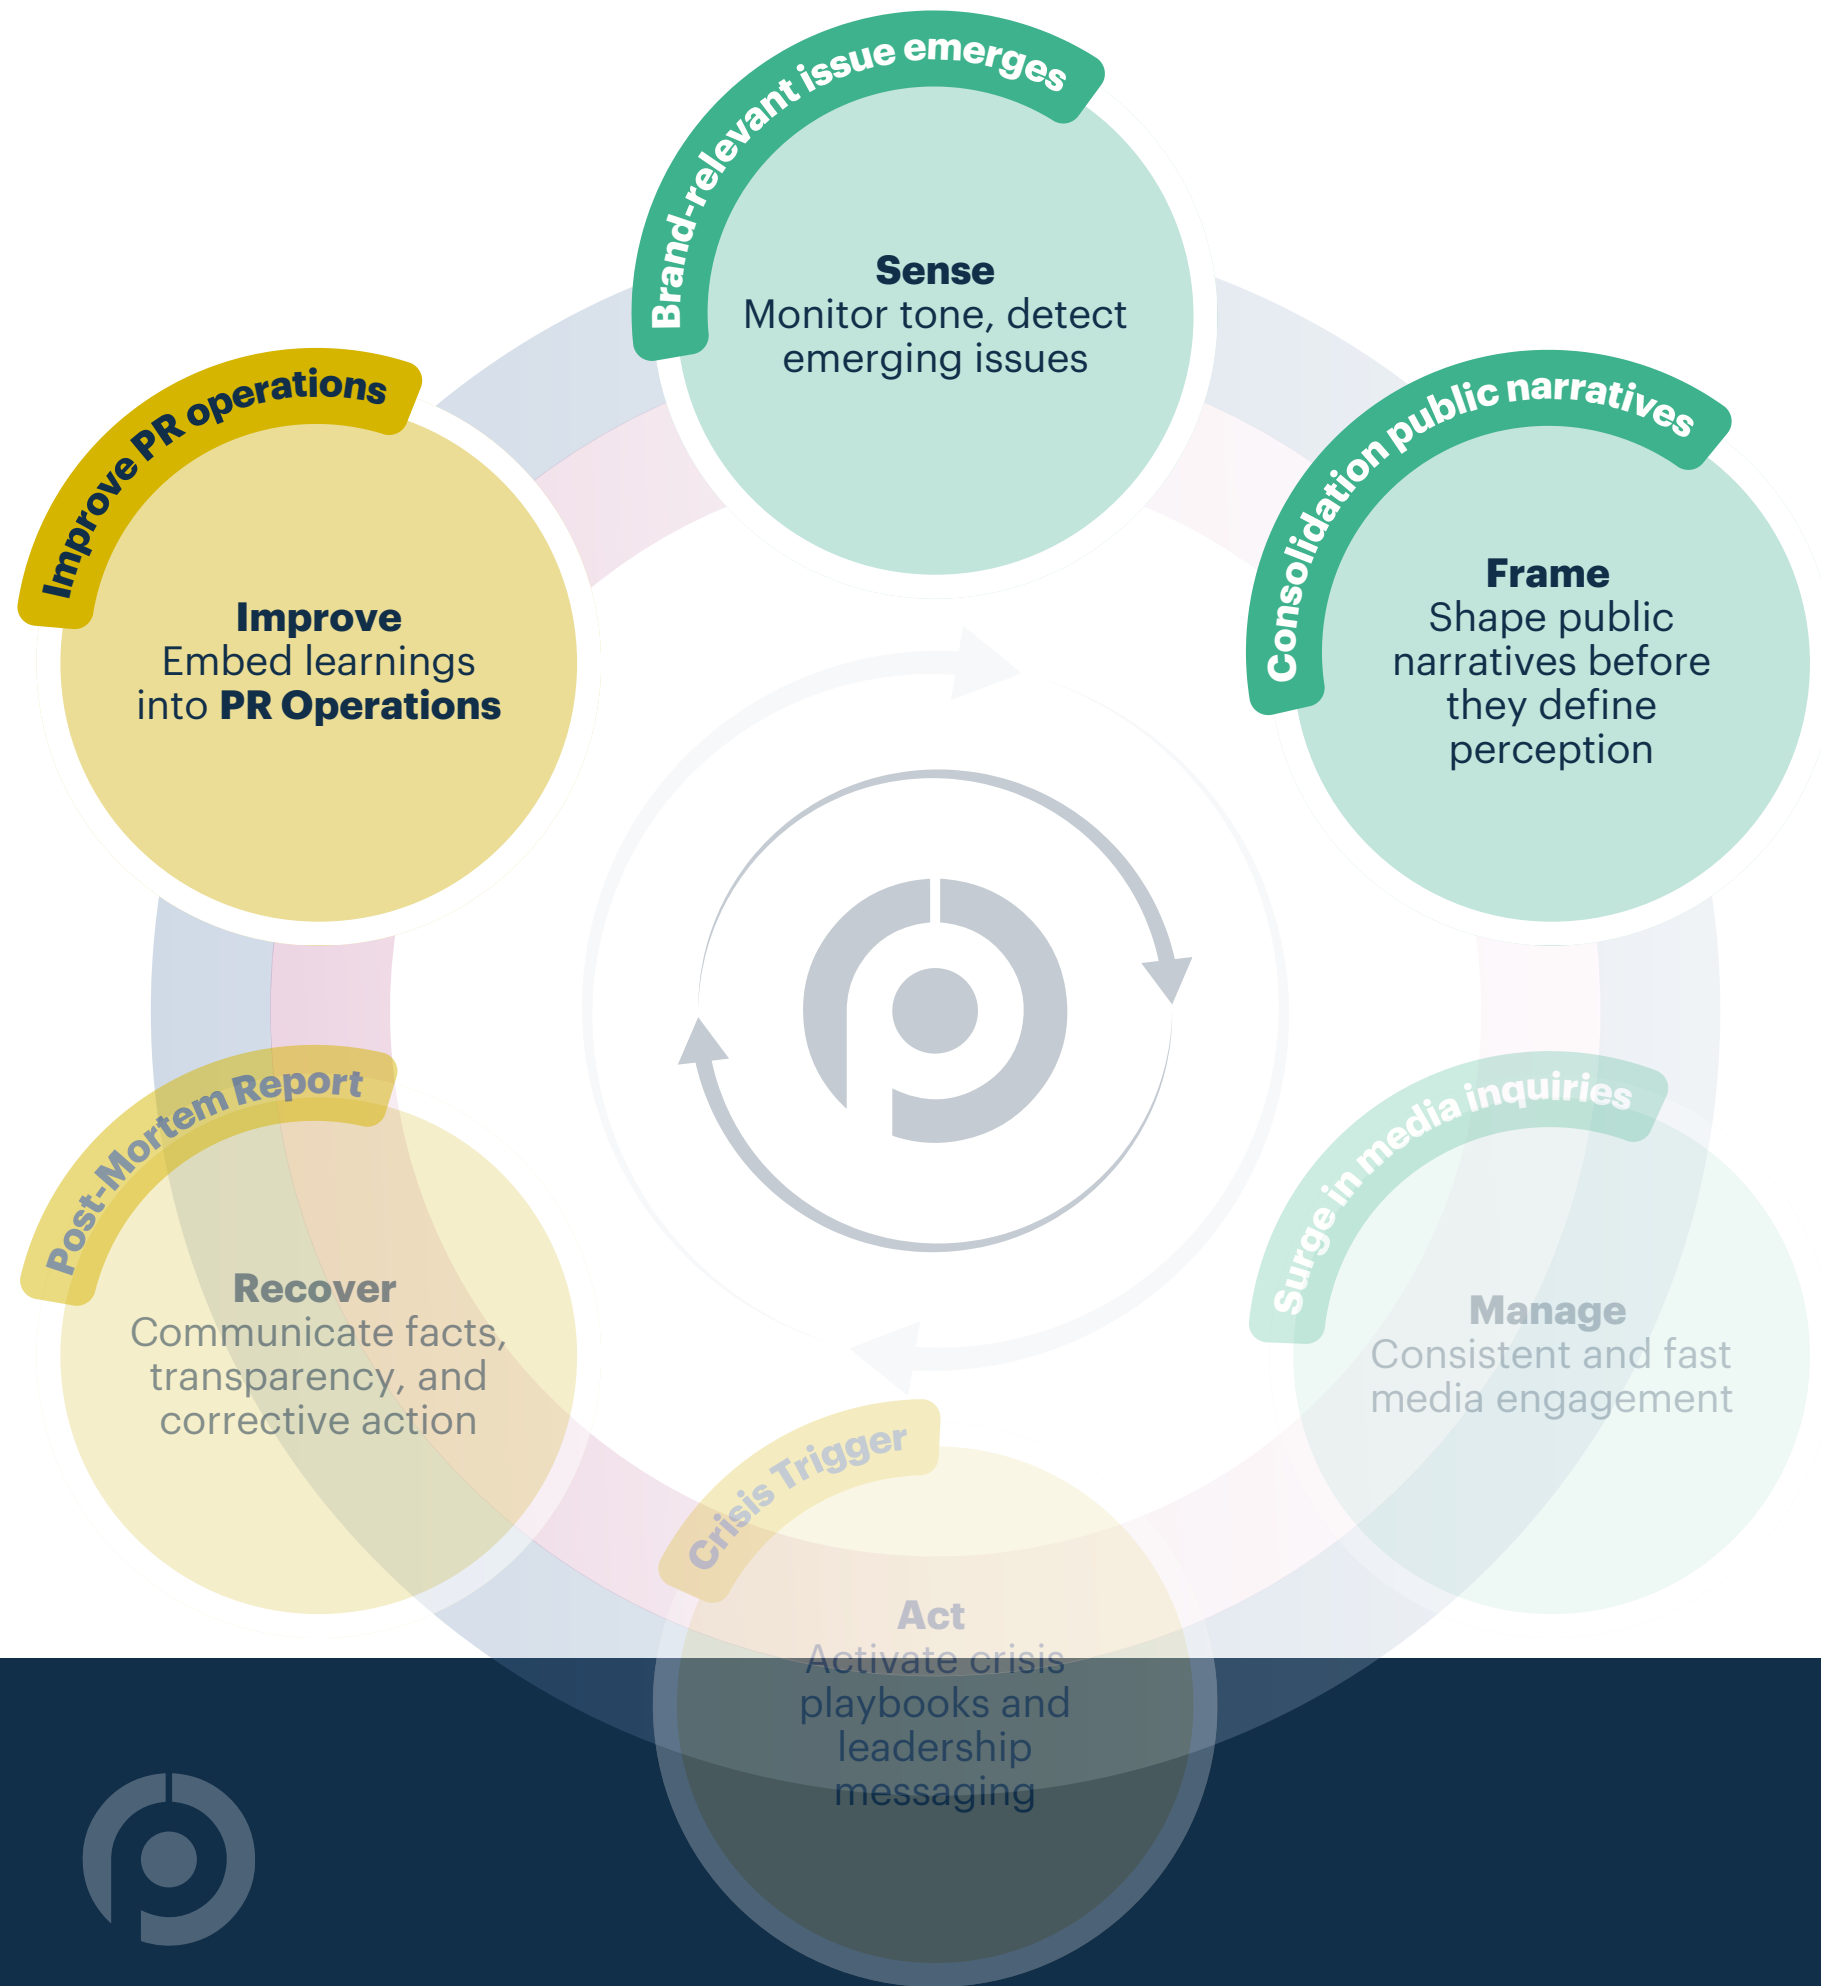 Brand-relevant issue emerges
Sense
Monitor tone, detect
emerging issues
Consolidation public narratives
Frame
Shape public
narratives before
they define
perception
Surge in media inquiries
Manage
Consistent and fast
media engagement
Crisis Trigger
Act
Activate crisis
playbooks and
leadership
messaging
Post-Mortem Report
Recover
Communicate facts,
transparency, and
corrective action
Improve PR operations
Improve
Embed learnings
into PR Operations